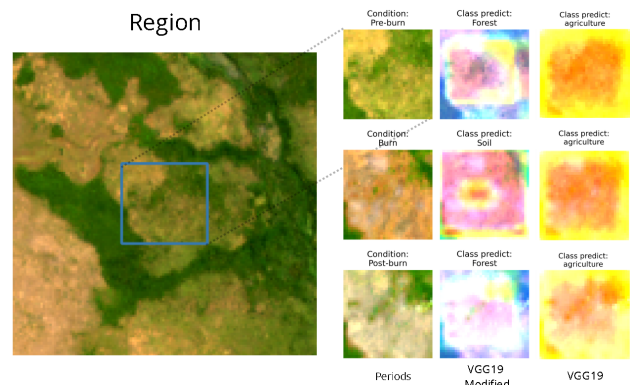 Region
Condition:
Pre-burn
Class predict:
Forest
Class predict:
agriculture
Condition:
Burn
Class predict:
Soil
Class predict:
agriculture
Condition:
Post-burn
Class predict:
Forest
Class predict:
agriculture
Periods
VGG19
Modified
VGG19